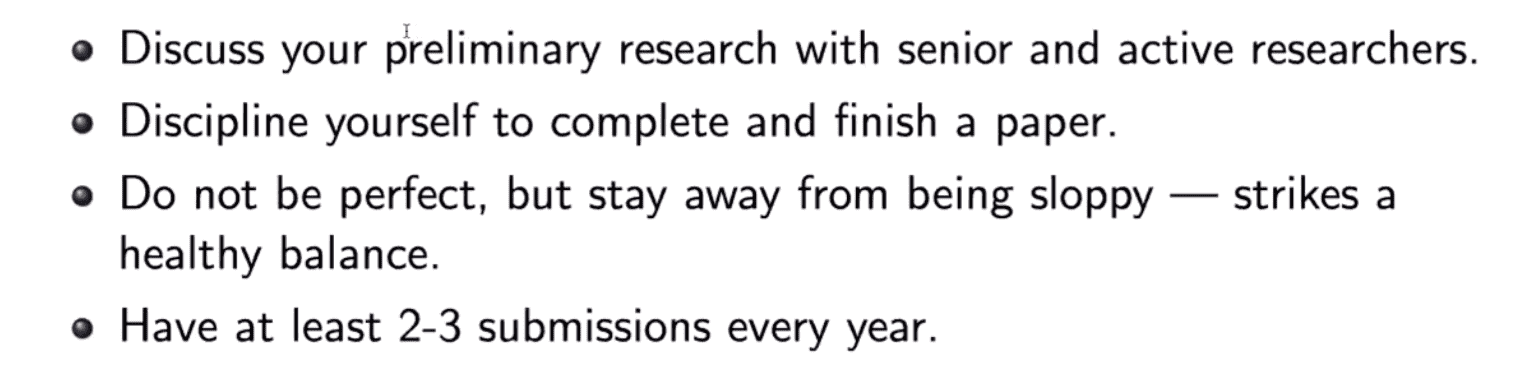 • Discuss your preliminary research with senior and active researchers.
• Discipline yourself to complete and finish a paper.
• Do not be perfect, but stay away from being sloppy — strikes a
healthy balance.
• Have at least 2-3 submissions every year.